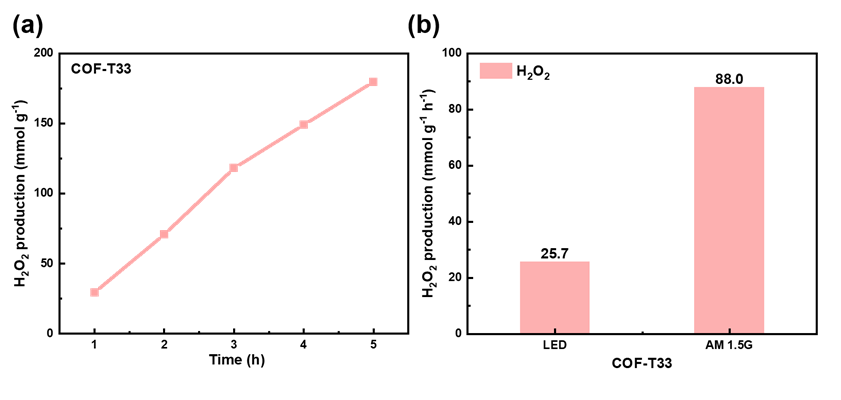 (a)
COF-T33
H₂O₂ production (mmol g⁻¹)
200
150
100
50
0
1 2 3 4 5
Time (h)
(b)
H₂O₂
H₂O₂ production (mmol g⁻¹ h⁻¹)
100
80
60
40
20
0
25.7
88.0
LED AM 1.5G
COF-T33